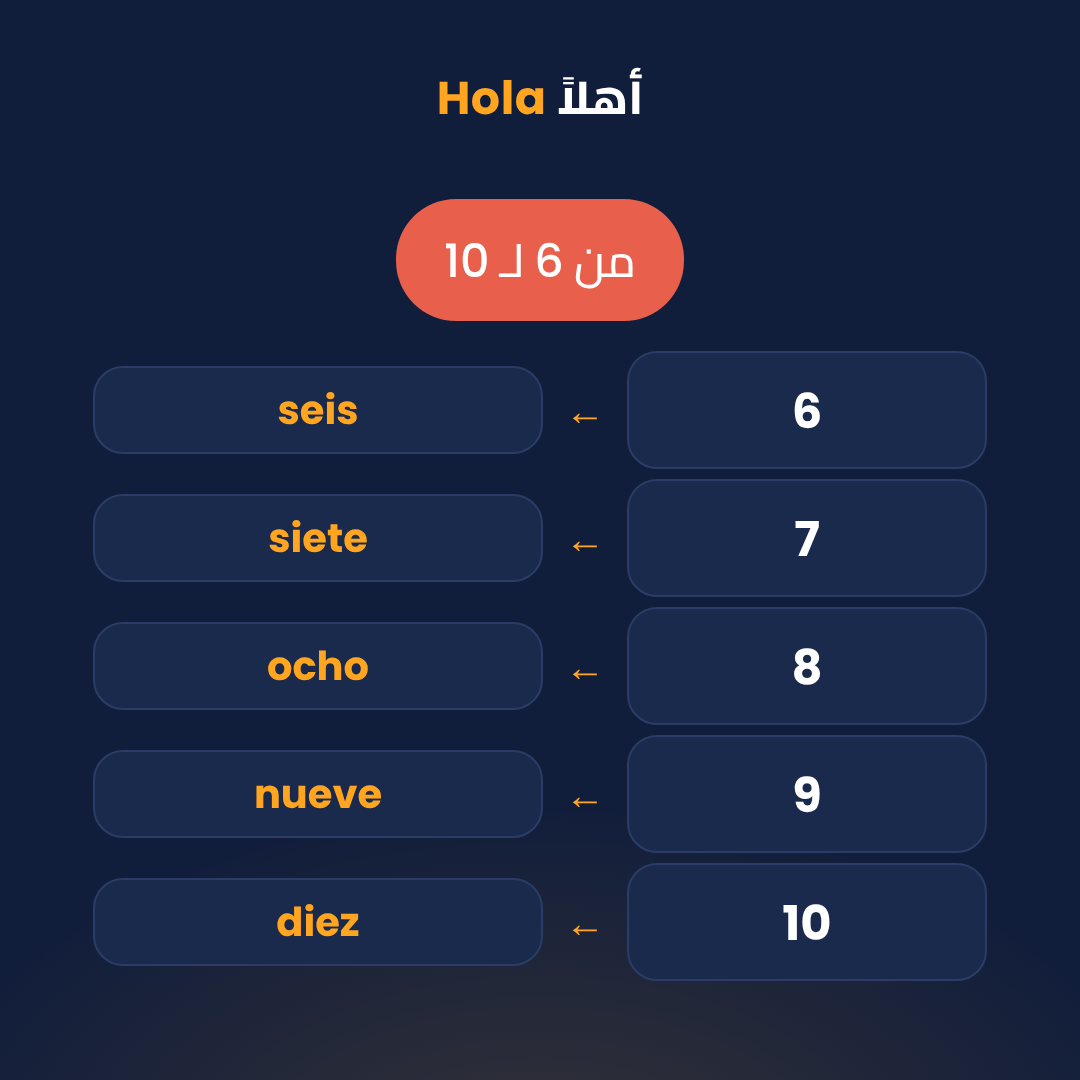 أهلاً Hola
من 6 لـ 10
6 ← seis
7 ← siete
8 ← ocho
9 ← nueve
10 ← diez